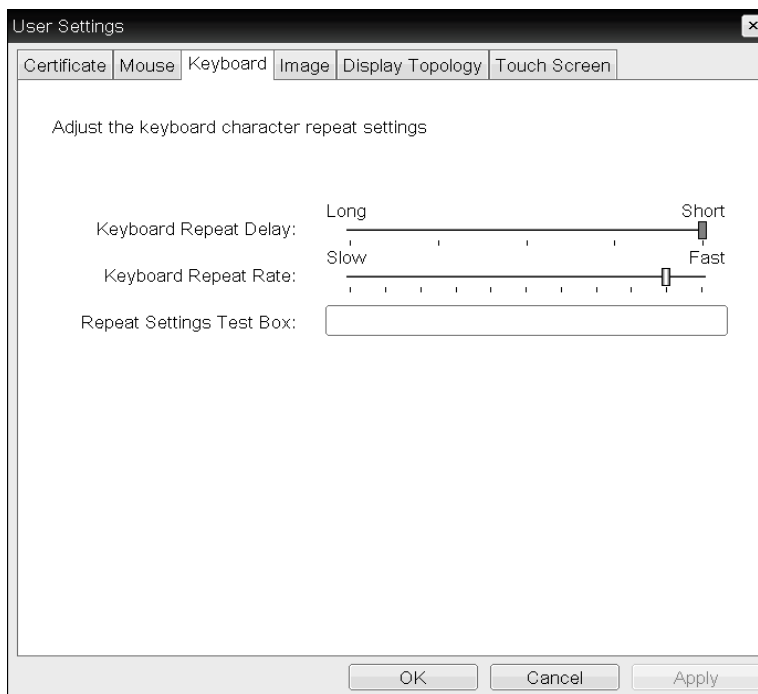 User Settings
Certificate Mouse Keyboard Image Display Topology Touch Screen
Adjust the keyboard character repeat settings
Long Short
Keyboard Repeat Delay:
Slow Fast
Keyboard Repeat Rate:
Repeat Settings Test Box:
OK Cancel Apply